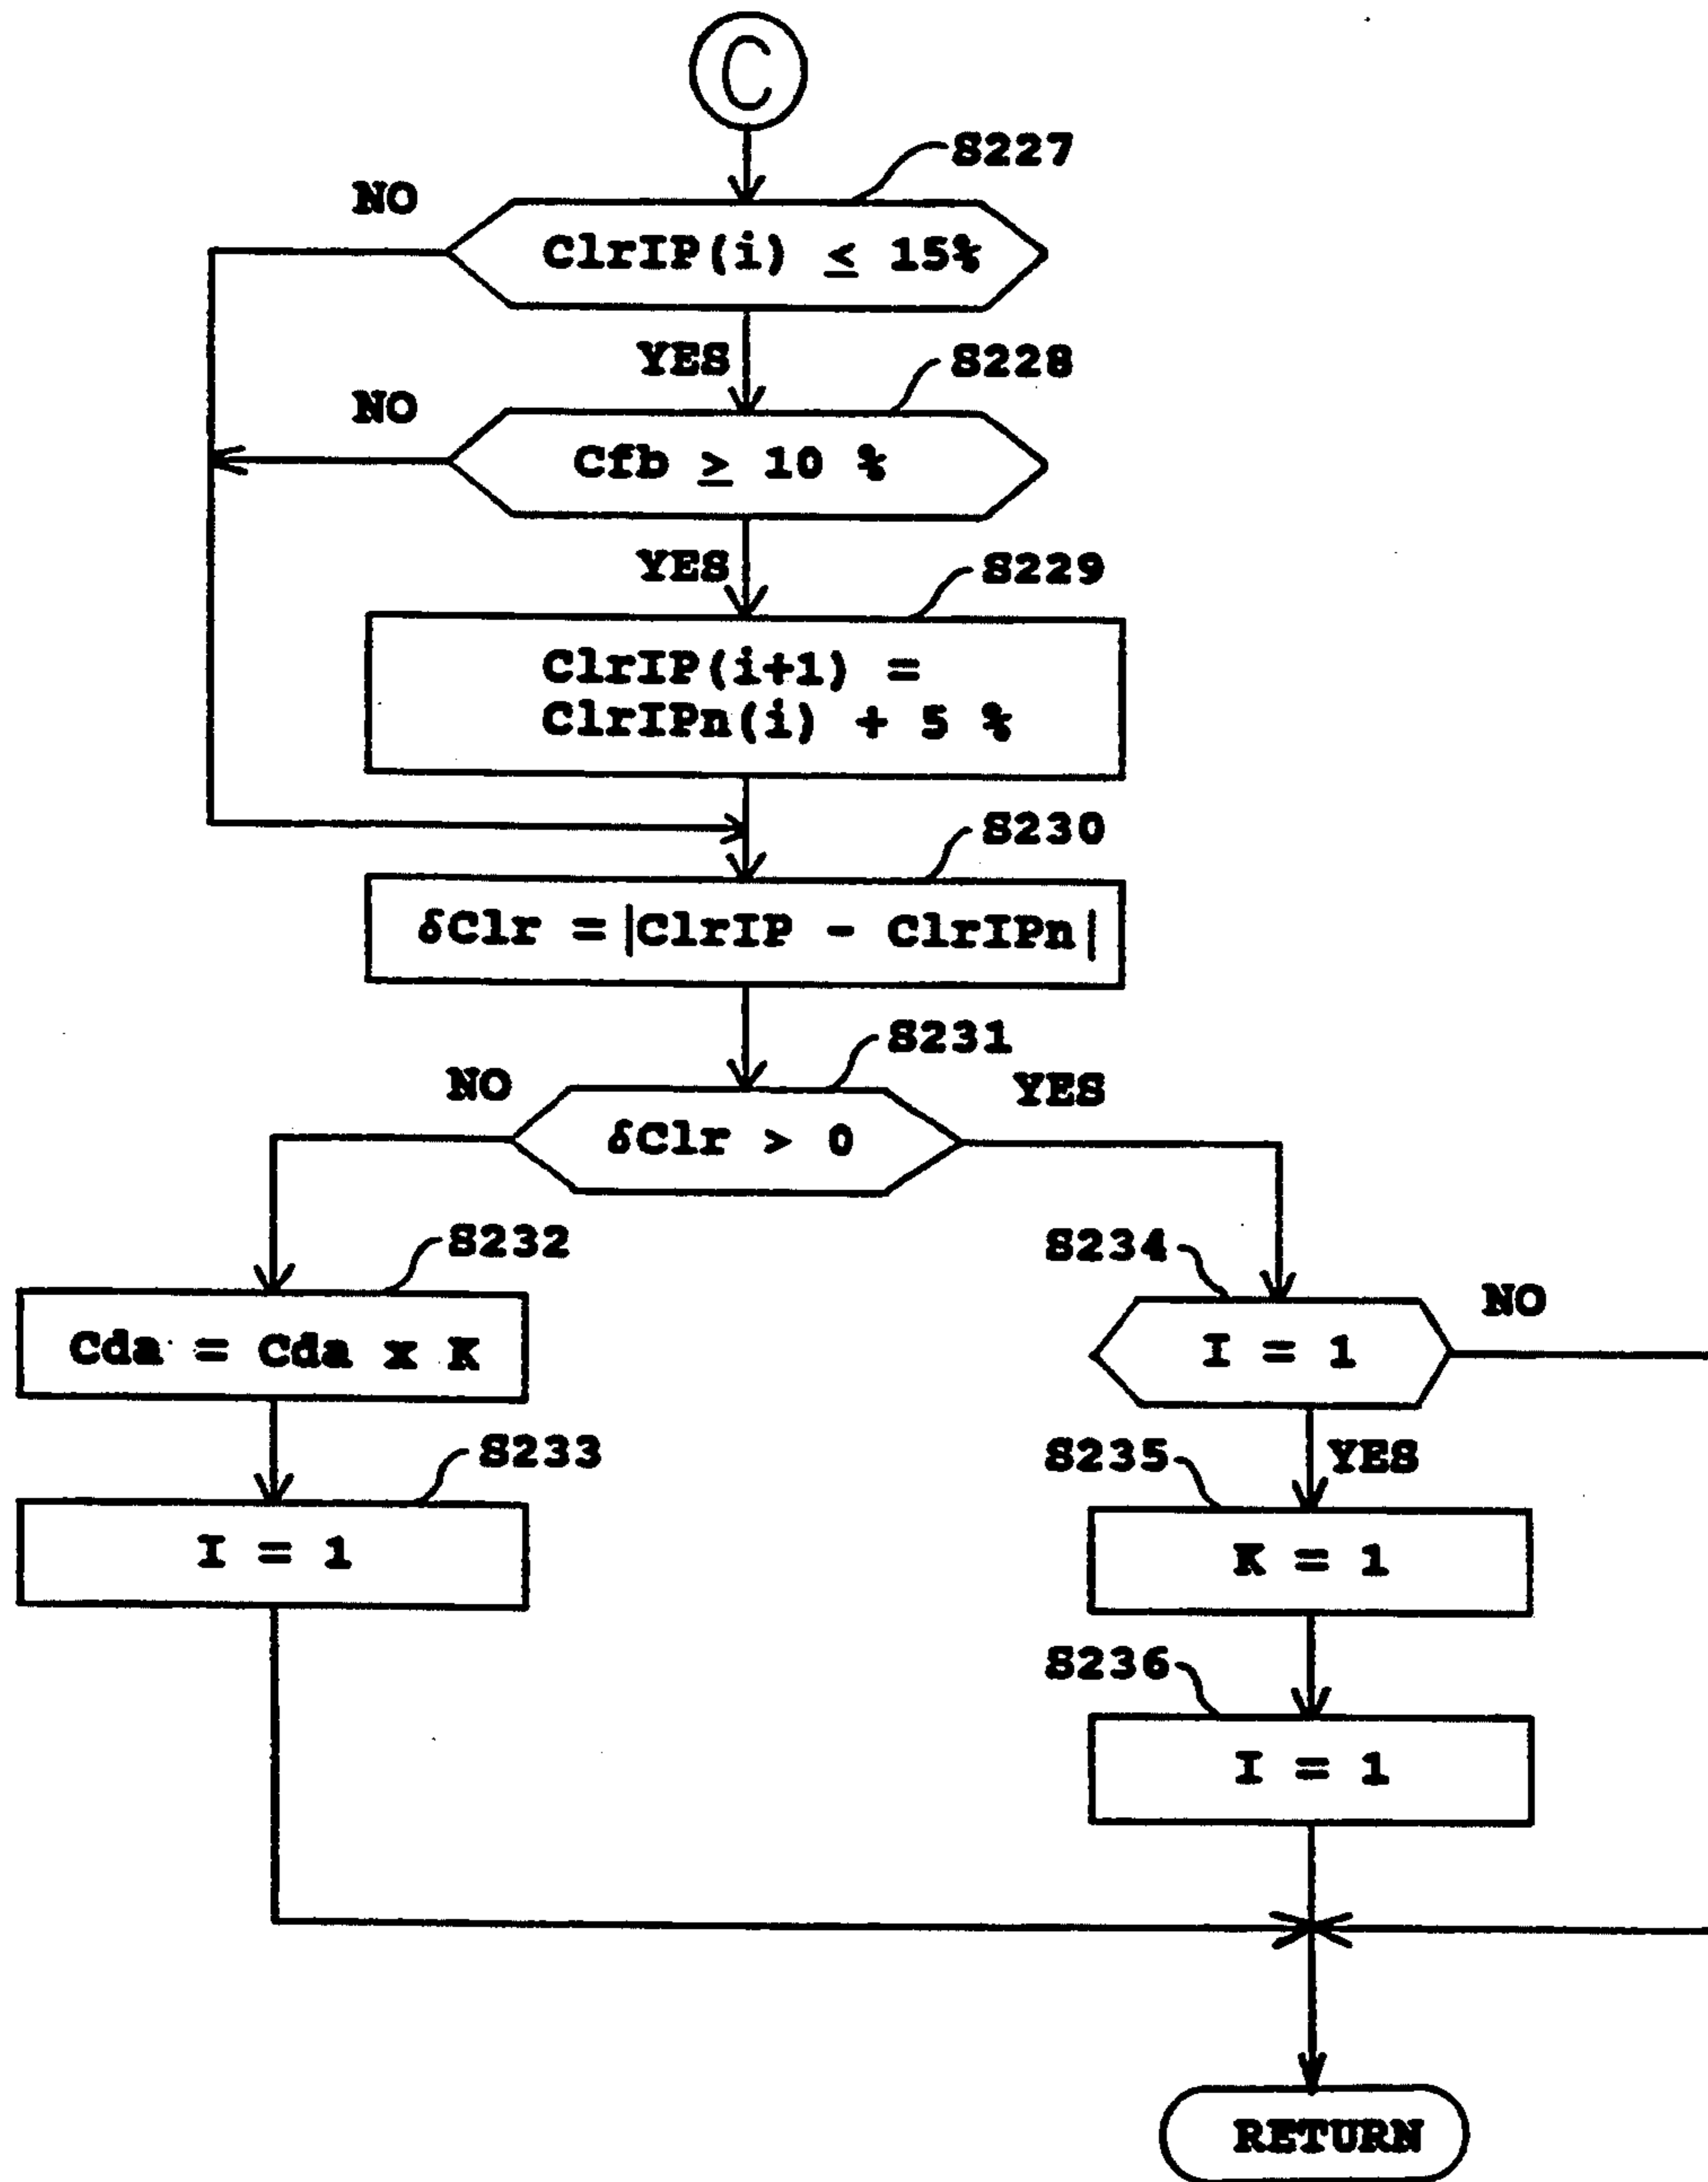 C
S227
NO
ClrIP(i) ≤ 15%
YES
S228
NO
Cfb ≥ 10 %
YES
S229
ClrIP(i+1) =
ClrIPn(i) + 5 %
S230
δClr = |ClrIP - ClrIPn|
S231
NO
YES
δClr > 0
S232
S234
NO
Cda = Cda x K
I = 1
S233
S235
YES
I = 1
K = 1
S236
I = 1
RETURN